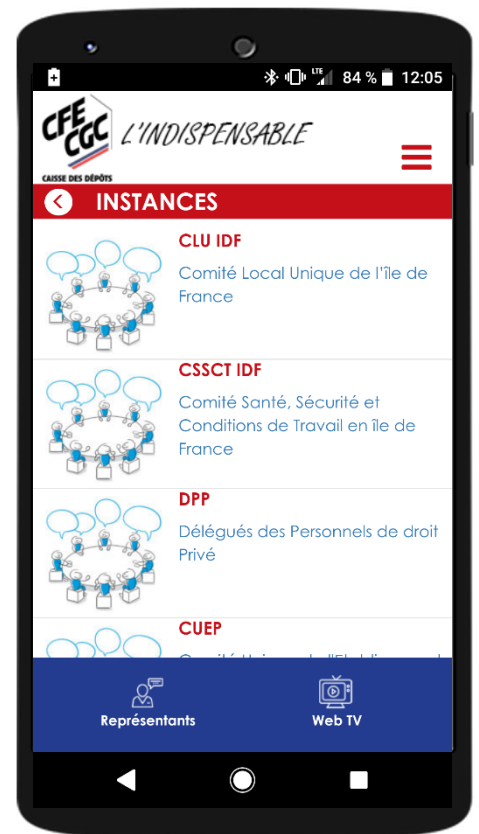 LTE 84 % 12:05
CFE
CGC
L'INDISPENSABLE
CAISSE DES DÉPÔTS
INSTANCES
CLU IDF
Comité Local Unique de l'île de
France
CSSCT IDF
Comité Santé, Sécurité et
Conditions de Travail en île de
France
DPP
Délégués des Personnels de droit
Privé
CUEP
Représentants
Web TV